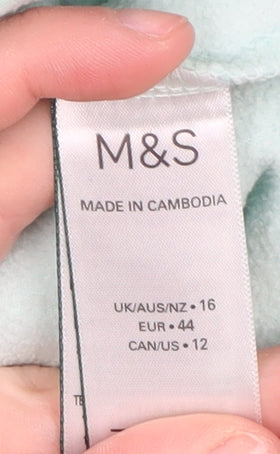 M&S
MADE IN CAMBODIA
UK/AUS/NZ • 16
EUR • 44
CAN/US • 12